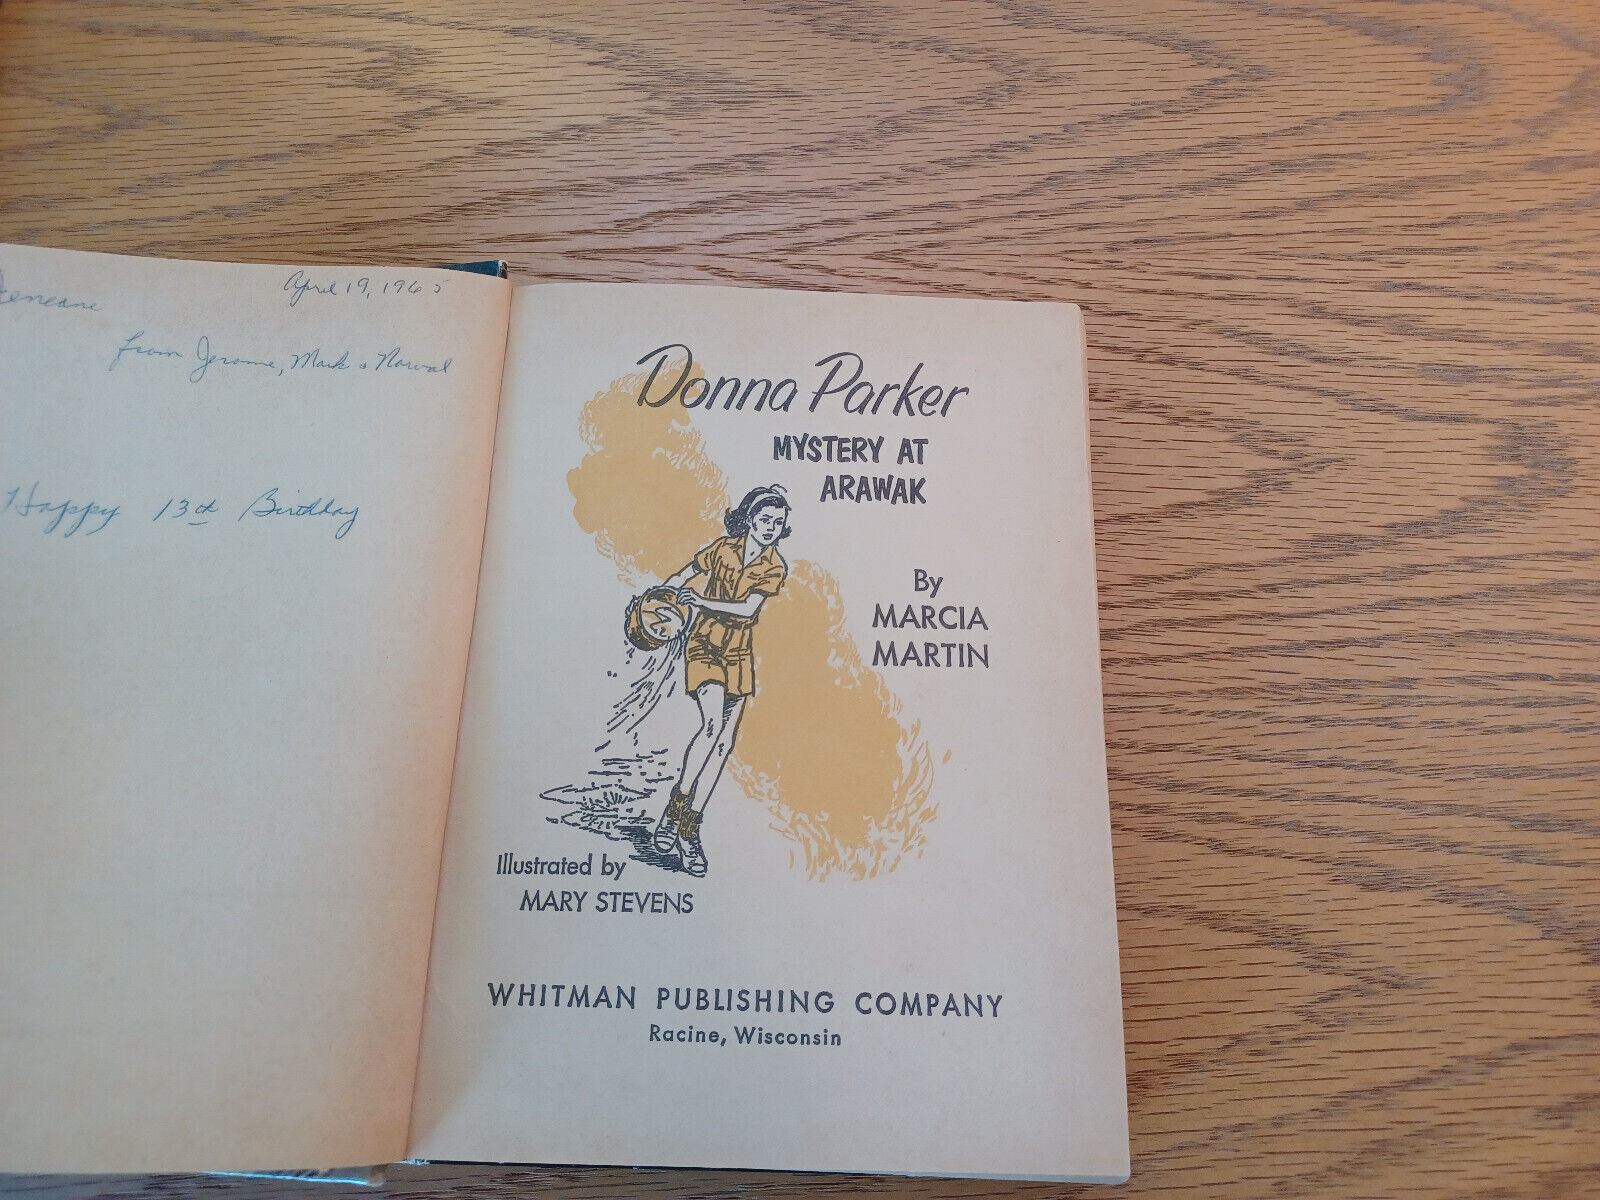 April 19, 1965
from Jerome, Mark & Norval
Happy 13th Birthday
Donna Parker
MYSTERY AT
ARAWAK
By
MARCIA
MARTIN
Illustrated by
MARY STEVENS
WHITMAN PUBLISHING COMPANY
Racine, Wisconsin